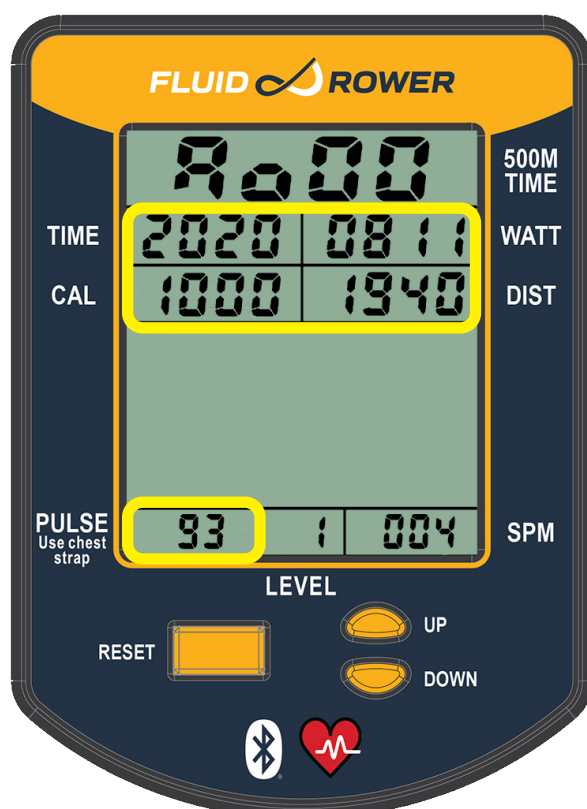 FLUID ROWER
A.00
500M
TIME
TIME 2020 0811 WATT
CAL 1000 1940 DIST
PULSE 93 1 004 SPM
Use chest
strap
LEVEL
UP
RESET
DOWN